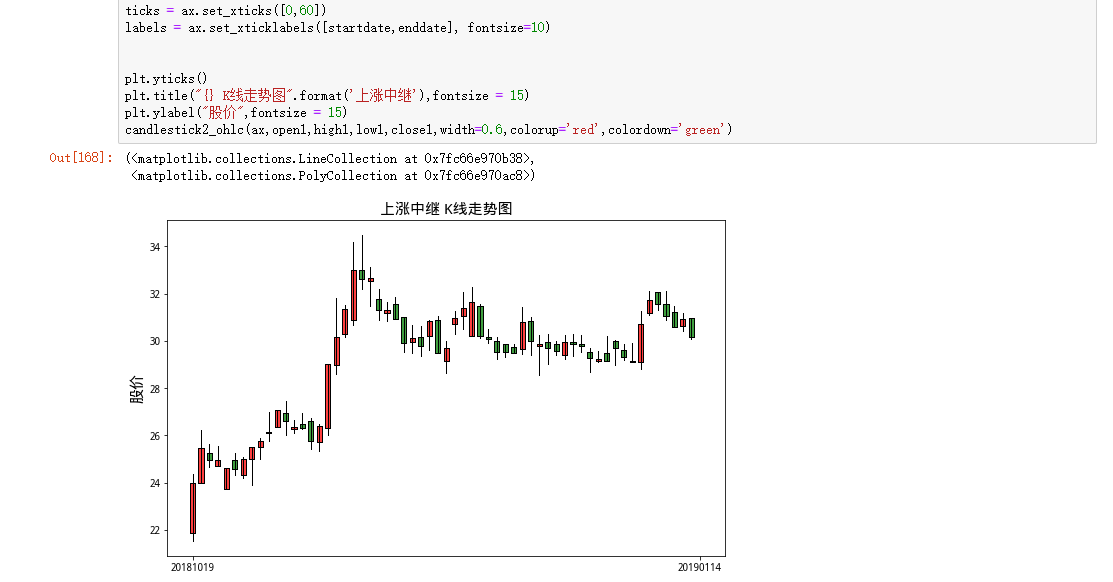 ticks = ax.set_xticks([0,60])
labels = ax.set_xticklabels([startdate,enddate], fontsize=10)
plt.yticks()
plt.title("{} K线走势图".format('上涨中继'),fontsize = 15)
plt.ylabel("股价",fontsize = 15)
candlestick2_ohlc(ax,open1,high1,low1,close1,width=0.6,colorup='red',colordown='green')
Out[168]: (<matplotlib.collections.LineCollection at 0x7fc66e970b38>,
<matplotlib.collections.PolyCollection at 0x7fc66e970ac8>)
上涨中继 K线走势图
34
32
30
28
26
24
22
股价
20181019 20190114